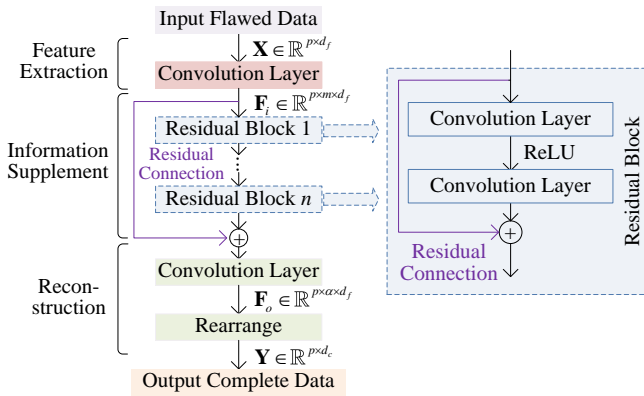 Input Flawed Data
Feature
Extraction
𝐗 ∈ ℝ^{p×d_f}
Convolution Layer
𝐅_i ∈ ℝ^{p×m×d_f}
Information
Supplement
Residual Block 1
Residual
Connection
Residual Block n
Recon-
struction
Convolution Layer
𝐅_o ∈ ℝ^{p×α×d_f}
Rearrange
𝐘 ∈ ℝ^{p×d_c}
Output Complete Data
Convolution Layer
ReLU
Convolution Layer
Residual
Connection
Residual Block